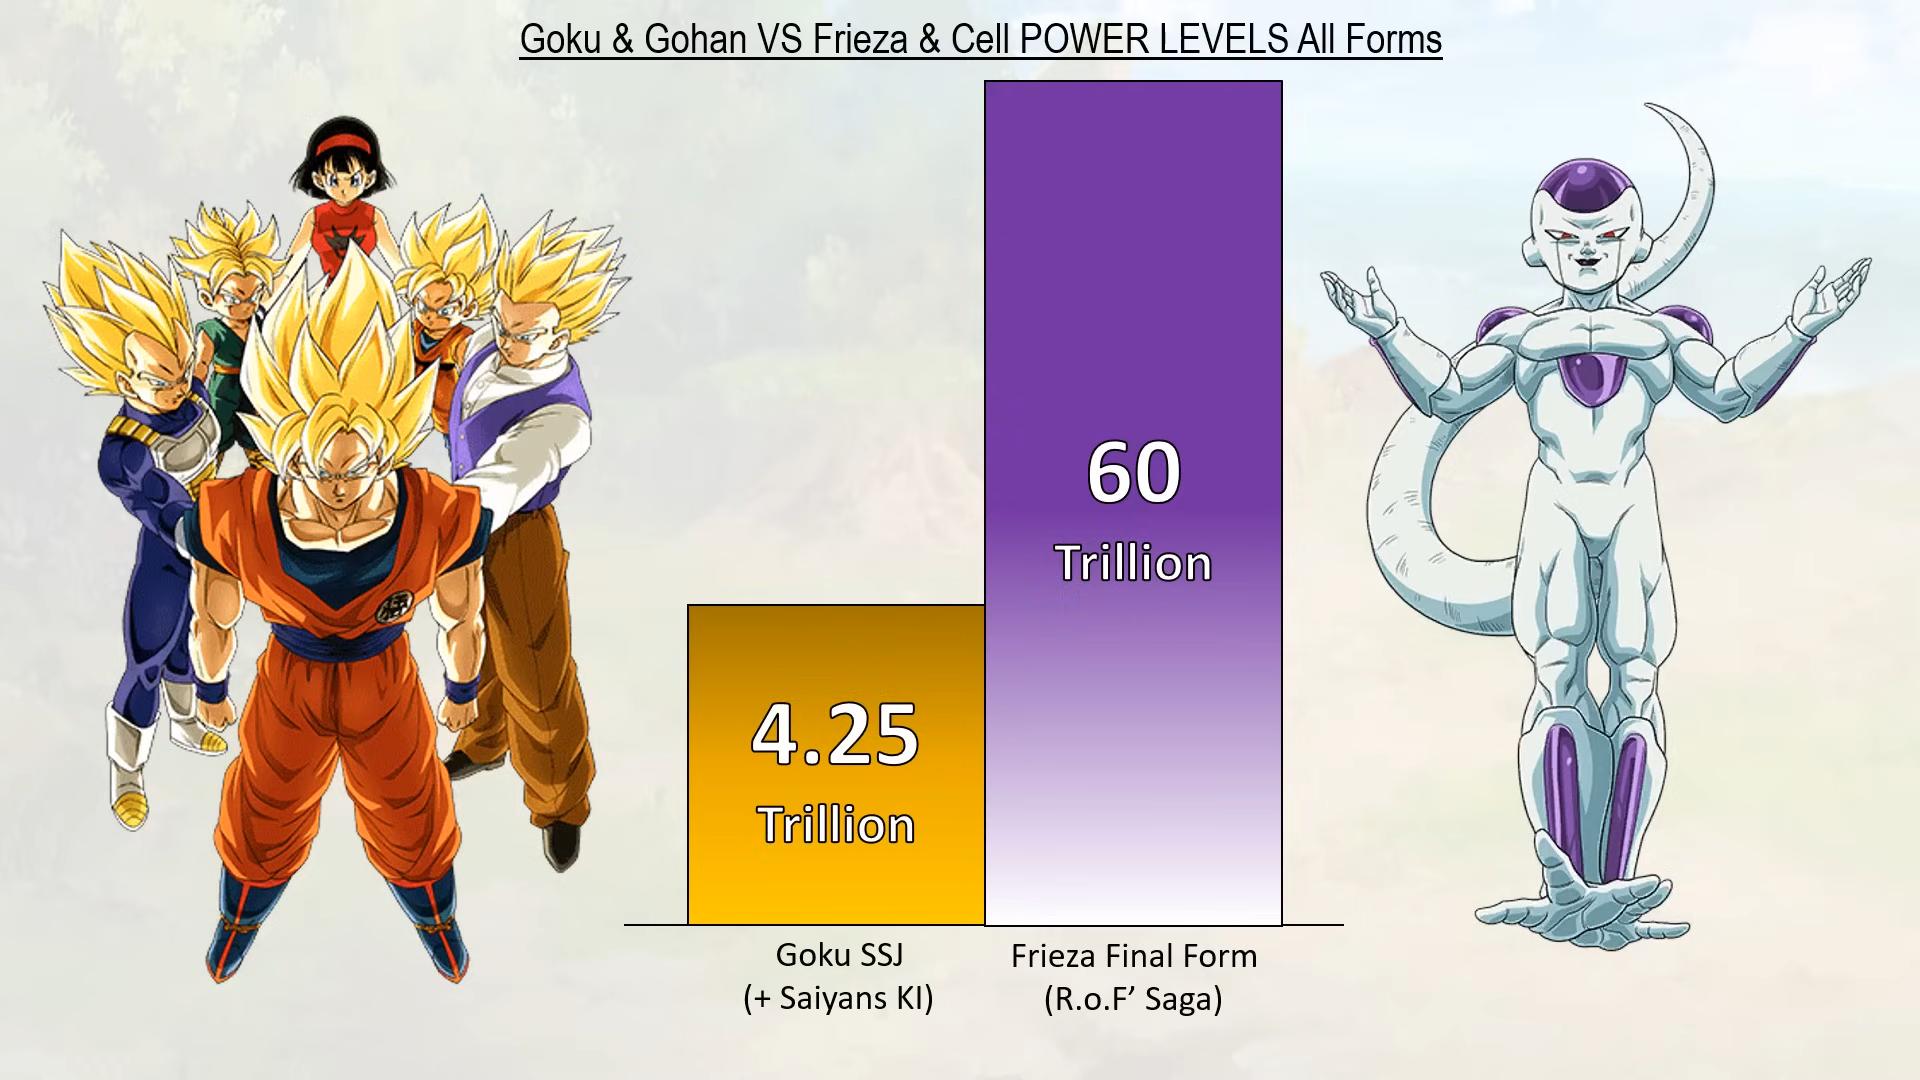 Goku & Gohan VS Frieza & Cell POWER LEVELS All Forms
60
Trillion
4.25
Trillion
Goku SSJ
(+ Saiyans KI)
Frieza Final Form
(R.o.F’ Saga)